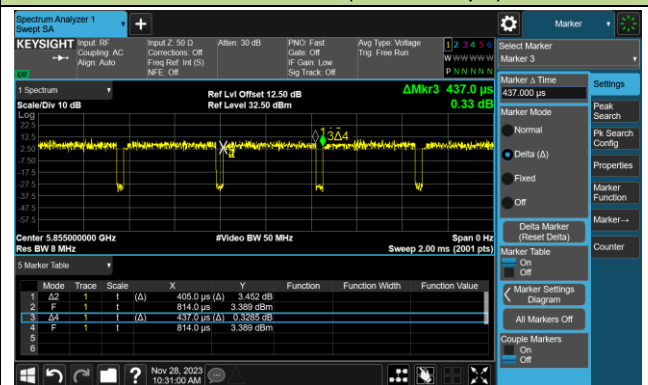 Spectrum Analyzer 1
Swept SA
Marker
KEYSIGHT
Input: RF
Coupling: AC
Align: Auto
Input Z: 50 Ω
Corrections: Off
Freq Ref: Int (S)
NFE: Off
Atten: 30 dB
PNO: Fast
Gate: Off
IF Gain: Low
Sig Track: Off
Avg Type: Voltage
Trig: Free Run
1 2 3 4 5 6
W W W W W W
P N N N N N
Select Marker
Marker 3
1 Spectrum
Scale/Div 10 dB
Ref Lvl Offset 12.50 dB
Ref Level 32.50 dBm
ΔMkr3 437.0 µs
0.33 dB
Log
22.5
12.5
2.50
-7.50
-17.5
-27.5
-37.5
-47.5
-57.5
3Δ4
Center 5.855000000 GHz
Res BW 8 MHz
#Video BW 50 MHz
Span 0 Hz
Sweep 2.00 ms (2001 pts)
5 Marker Table
Mode Trace Scale X Y Function Function Width Function Value
1 Δ2 1 t (Δ) 405.0 µs (Δ) 3.452 dB
2 F 1 t 814.0 µs 3.389 dBm
3 Δ4 1 t (Δ) 437.0 µs (Δ) 0.3285 dB
4 F 1 t 814.0 µs 3.389 dBm
5
6
Marker Δ Time
437.000 µs
Marker Mode
Normal
Delta (Δ)
Fixed
Off
Delta Marker
(Reset Delta)
Marker Table
On
Off
Marker Settings
Diagram
All Markers Off
Couple Markers
On
Off
Settings
Peak
Search
Pk Search
Config
Properties
Marker
Function
Marker→
Counter
Nov 28, 2023
10:31:00 AM